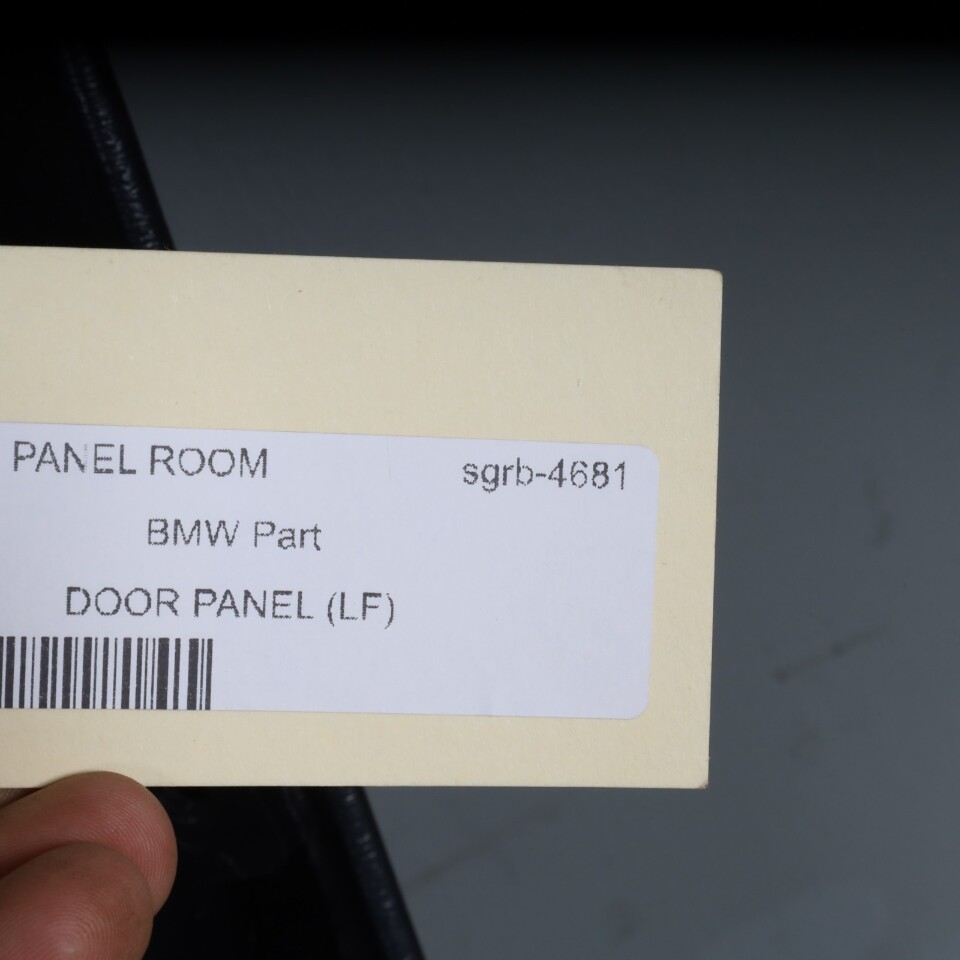 PANEL ROOM sgrb-4681
BMW Part
DOOR PANEL (LF)